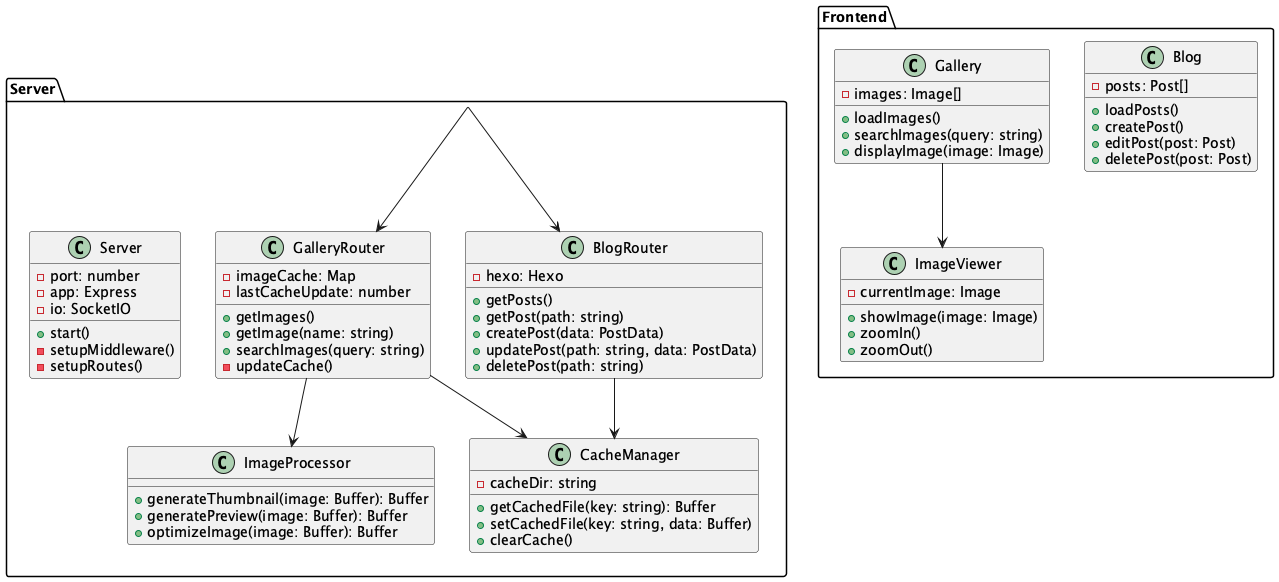 Server
C Server
port: number
app: Express
io: SocketIO
start()
setupMiddleware()
setupRoutes()
C GalleryRouter
imageCache: Map
lastCacheUpdate: number
getImages()
getImage(name: string)
searchImages(query: string)
updateCache()
C BlogRouter
hexo: Hexo
getPosts()
getPost(path: string)
createPost(data: PostData)
updatePost(path: string, data: PostData)
deletePost(path: string)
C ImageProcessor
generateThumbnail(image: Buffer): Buffer
generatePreview(image: Buffer): Buffer
optimizeImage(image: Buffer): Buffer
C CacheManager
cacheDir: string
getCachedFile(key: string): Buffer
setCachedFile(key: string, data: Buffer)
clearCache()
Frontend
C Gallery
images: Image[]
loadImages()
searchImages(query: string)
displayImage(image: Image)
C Blog
posts: Post[]
loadPosts()
createPost()
editPost(post: Post)
deletePost(post: Post)
C ImageViewer
currentImage: Image
showImage(image: Image)
zoomIn()
zoomOut()